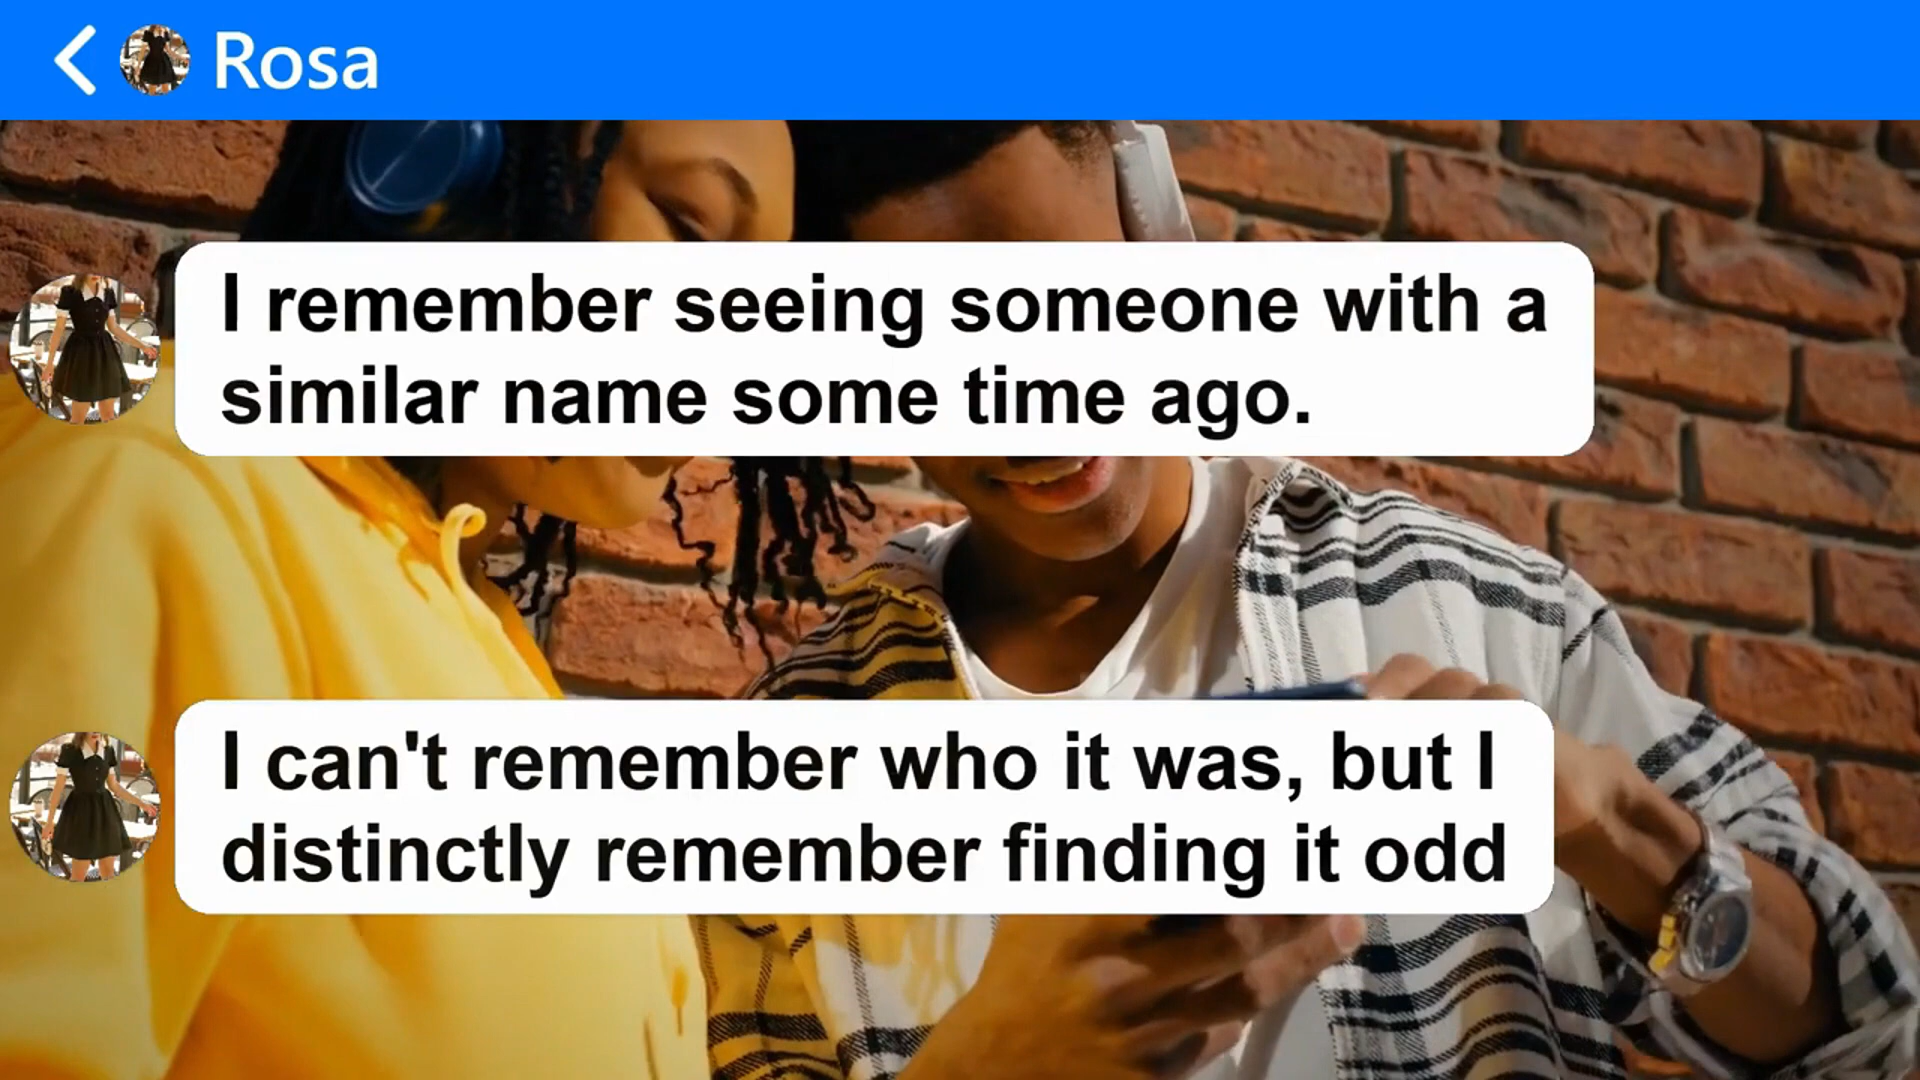 Rosa
I remember seeing someone with a
similar name some time ago.
I can't remember who it was, but I
distinctly remember finding it odd